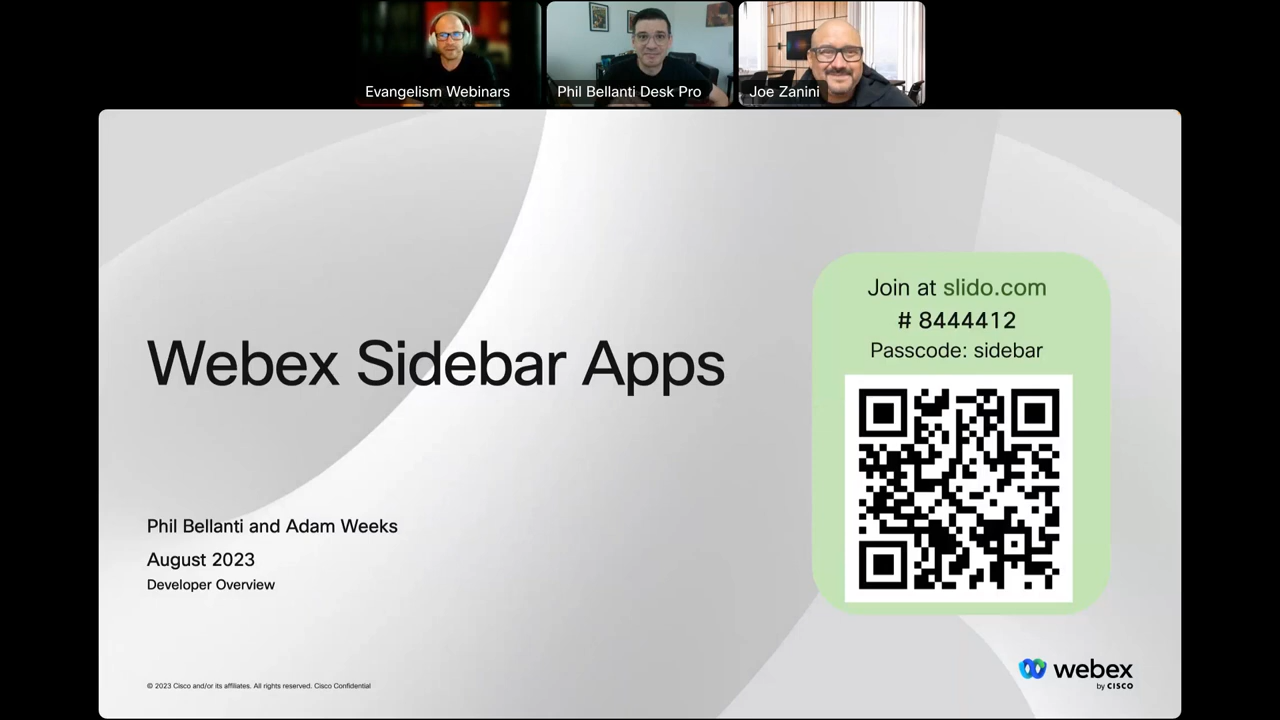 Evangelism Webinars
Phil Bellanti Desk Pro
Joe Zanini
Join at slido.com
# 8444412
Passcode: sidebar
Webex Sidebar Apps
Phil Bellanti and Adam Weeks
August 2023
Developer Overview
© 2023 Cisco and/or its affiliates. All rights reserved. Cisco Confidential
webex
by CISCO